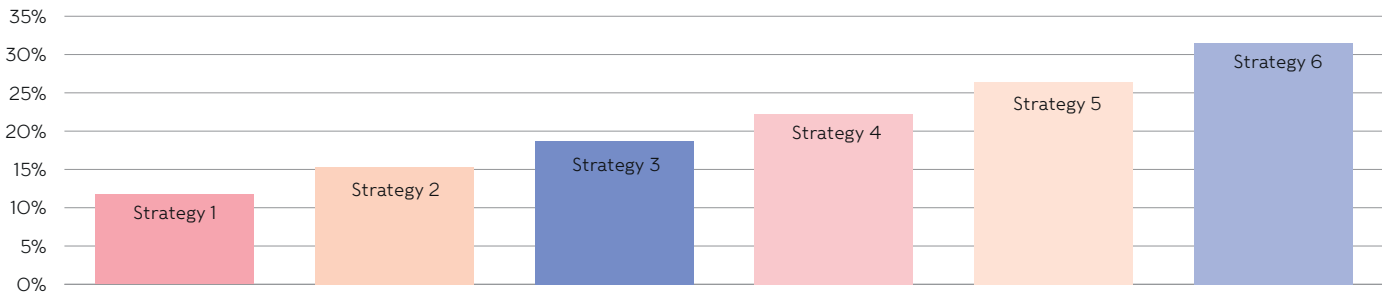 35%
30%
25%
20%
15%
10%
5%
0%
Strategy 1
Strategy 2
Strategy 3
Strategy 4
Strategy 5
Strategy 6